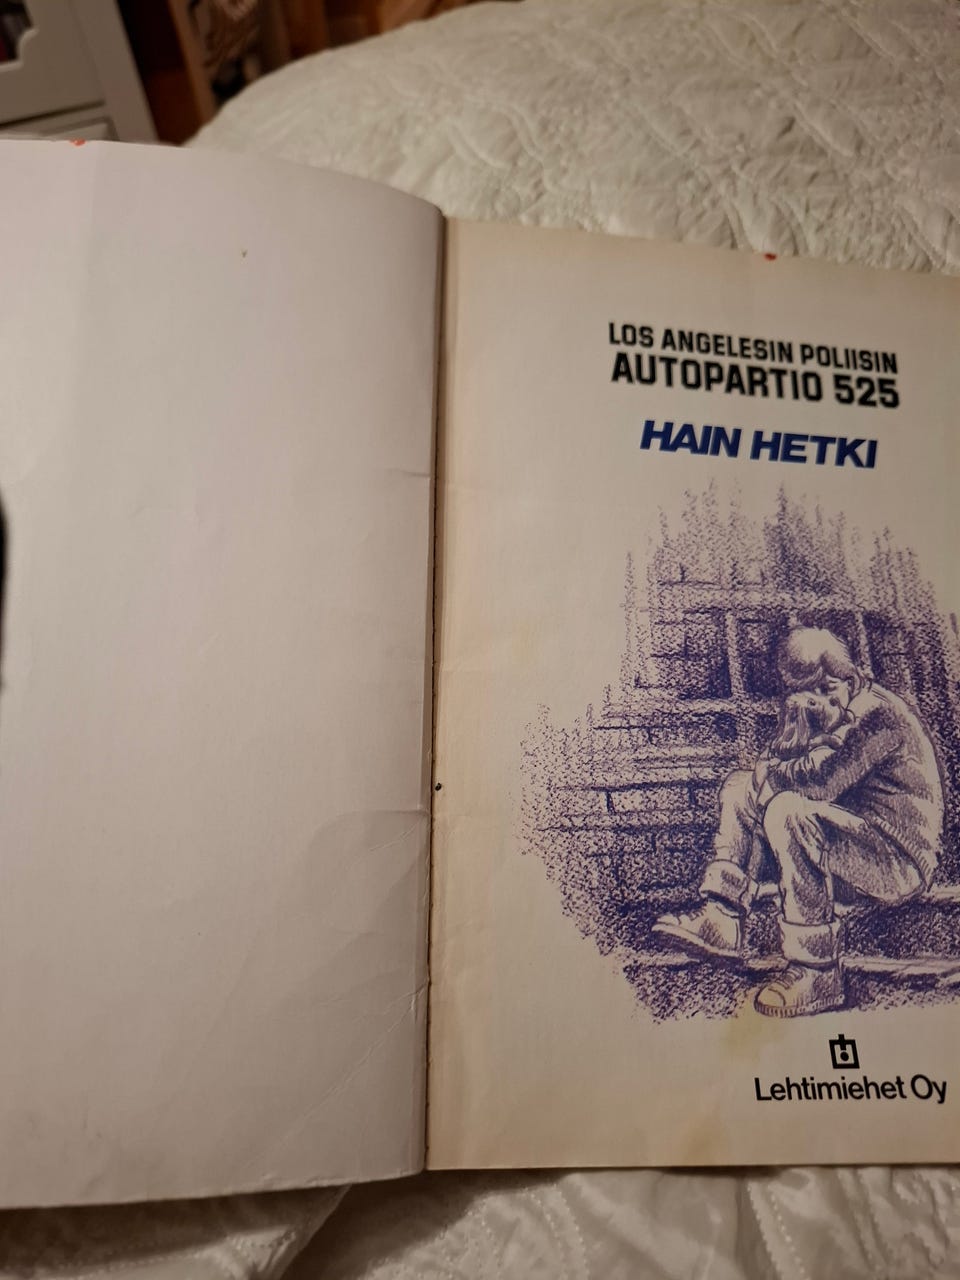 LOS ANGELESIN POLIISIN
AUTOPARTIO 525
HAIN HETKI
Lehtimiehet Oy